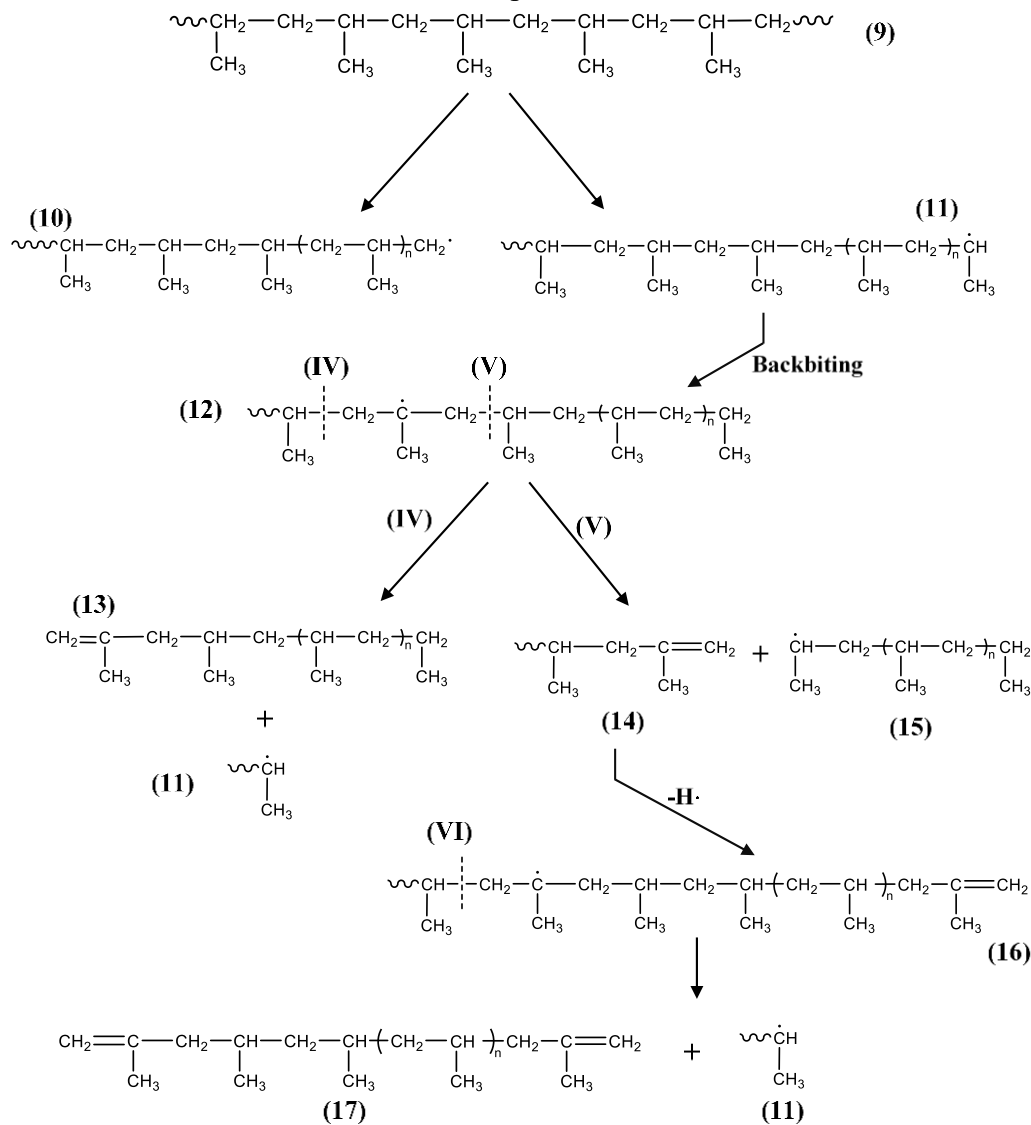 CH₂ CH₂ CH CH₂ CH CH₂ CH CH₂ CH CH₂ (9)
CH₃ CH₃ CH₃ CH₃ CH₃
(10) (11)
CH CH₂ CH CH₂ CH ( CH₂ CH )n CH₂· CH CH₂ CH CH₂ CH CH₂ ( CH CH₂ )n ĊH
CH₃ CH₃ CH₃ CH₃ CH₃ CH₃ CH₃ CH₃ CH₃
Backbiting
(IV) (V)
(12) CH CH₂ Ċ CH₂ CH CH₂ ( CH CH₂ )n CH₂
CH₃ CH₃ CH₃ CH₃ CH₃
(IV) (V)
(13)
CH₂=C CH₂ CH CH₂ ( CH CH₂ )n CH₂ CH CH₂ C=CH₂ + ĊH CH₂ ( CH CH₂ )n CH₂
CH₃ CH₃ CH₃ CH₃ CH₃ CH₃ CH₃ CH₃ CH₃
+ (14) (15)
(11) ĊH
CH₃
-H·
(VI)
CH CH₂ Ċ CH₂ CH CH₂ CH ( CH₂ CH )n CH₂ C=CH₂
CH₃ CH₃ CH₃ CH₃ CH₃ CH₃
(16)
CH₂=C CH₂ CH CH₂ CH ( CH₂ CH )n CH₂ C=CH₂ + ĊH
CH₃ CH₃ CH₃ CH₃ CH₃ CH₃
(17) (11)